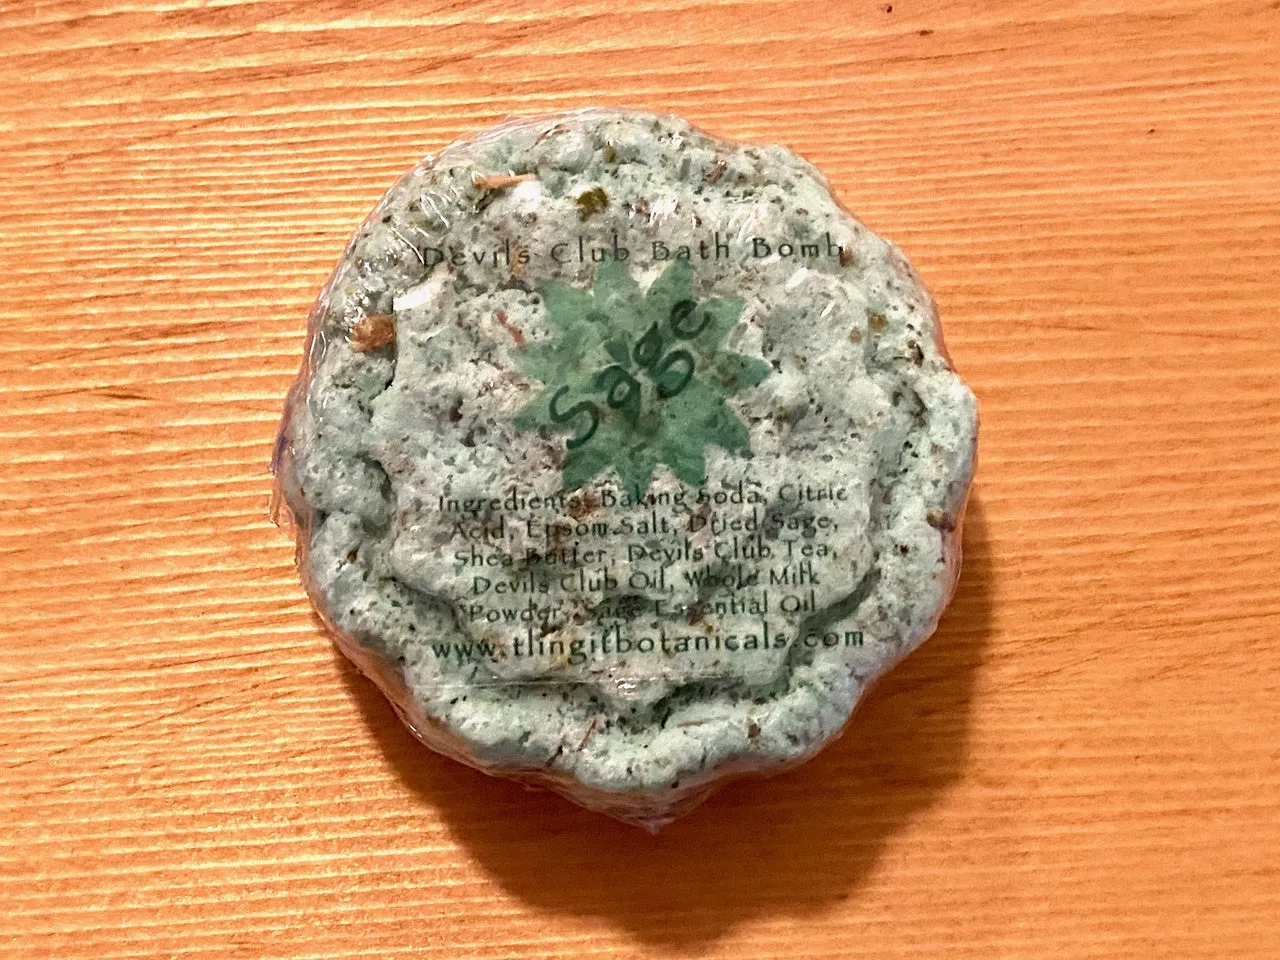 Devils Club Bath Bomb
Sage
Ingredients: Baking Soda, Citric
Acid, Epsom Salt, Dried Sage,
Shea Butter, Devils Club Tea,
Devils Club Oil, Whole Milk
Powder, Sage Essential Oil
www.tlingitbotanicals.com